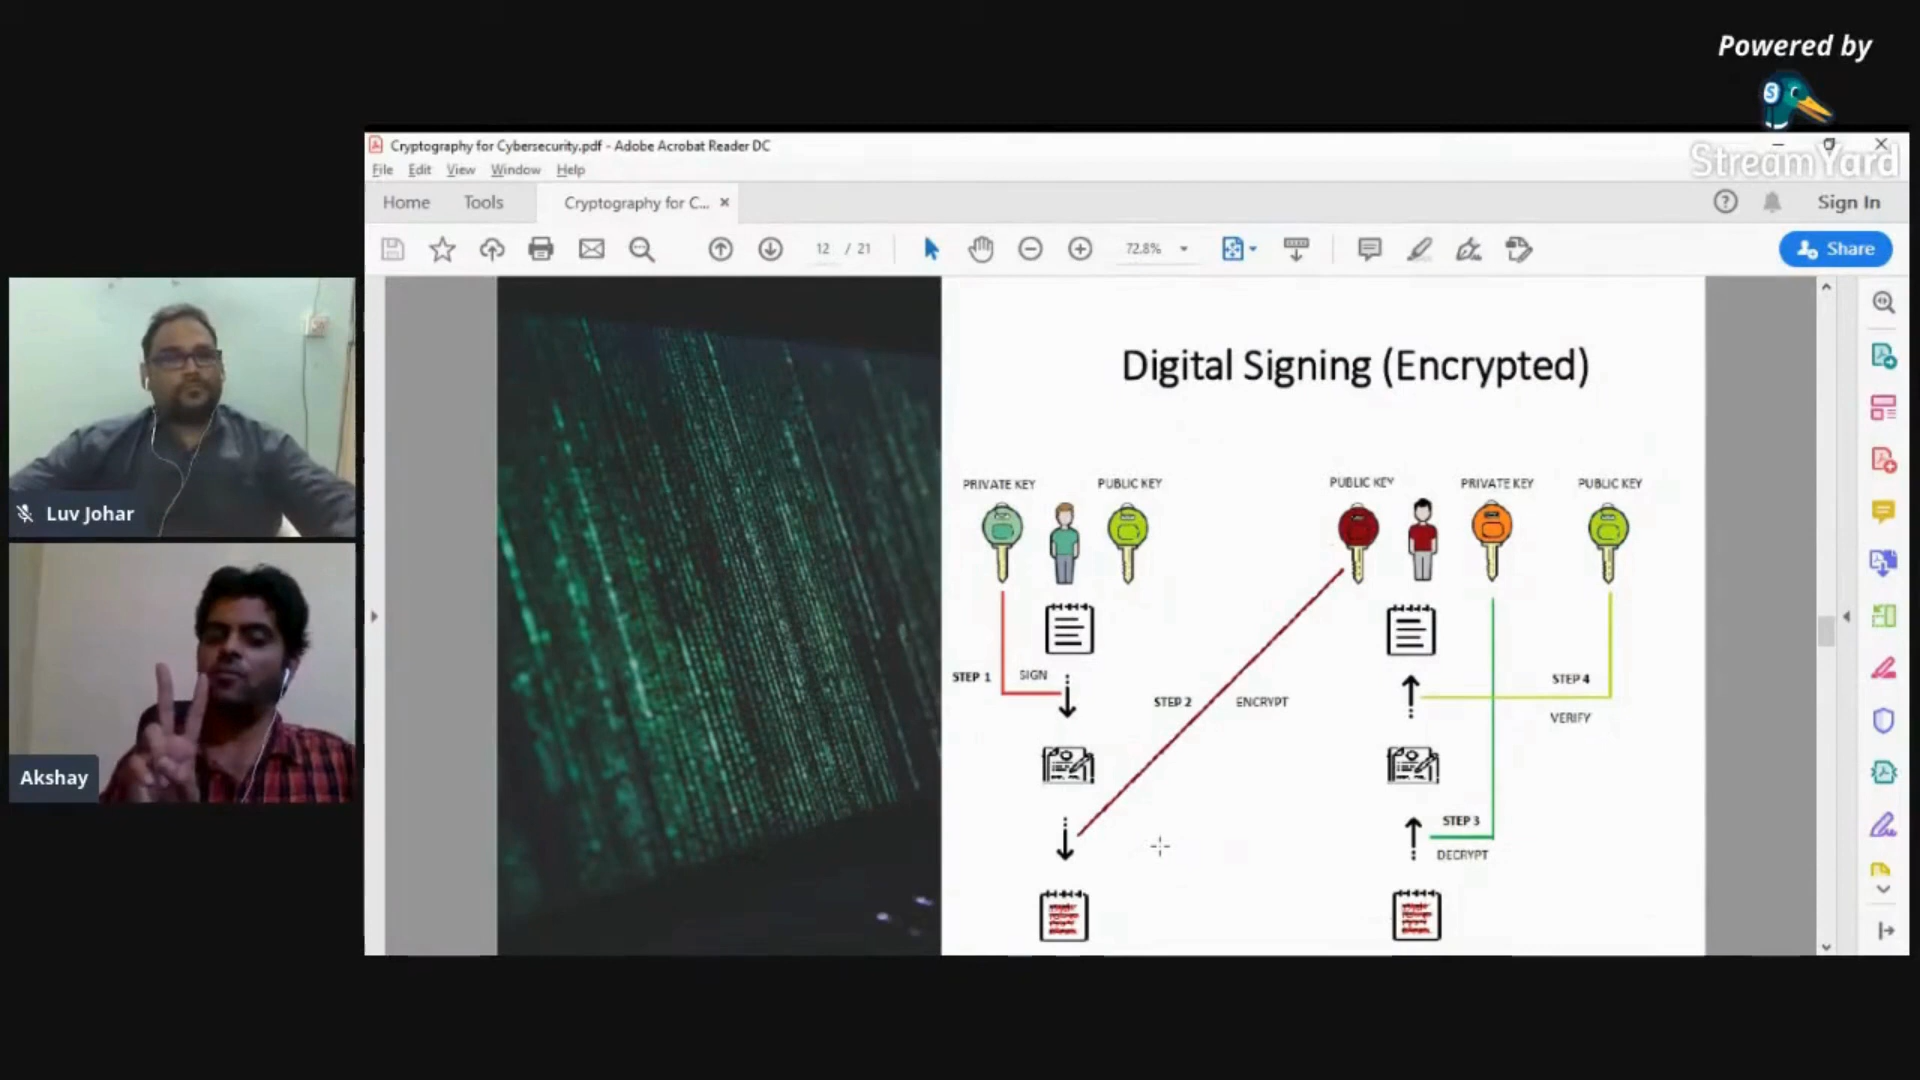 Powered by
StreamYard
Cryptography for Cybersecurity.pdf - Adobe Acrobat Reader DC
File Edit View Window Help
Home Tools Cryptography for C... Sign In
12 / 21 72.8% Share
Digital Signing (Encrypted)
PRIVATE KEY PUBLIC KEY PUBLIC KEY PRIVATE KEY PUBLIC KEY
STEP 1 SIGN
STEP 2 ENCRYPT
STEP 4
VERIFY
STEP 3
DECRYPT
Luv Johar
Akshay